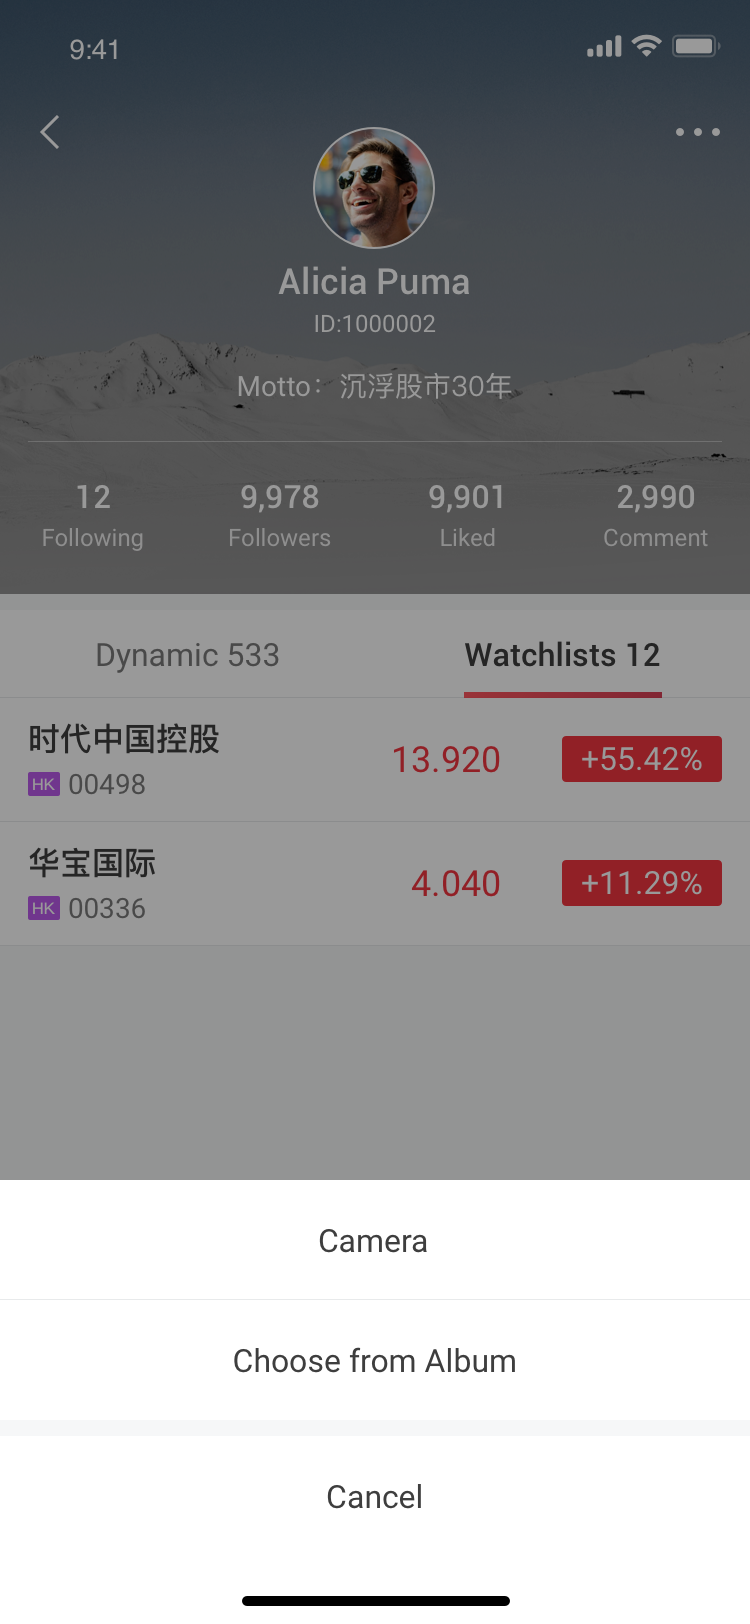 9:41
Alicia Puma
ID:1000002
Motto：沉浮股市30年
12 9,978 9,901 2,990
Following Followers Liked Comment
Dynamic 533 Watchlists 12
时代中国控股
13.920 +55.42%
HK 00498
华宝国际
4.040 +11.29%
HK 00336
Camera
Choose from Album
Cancel